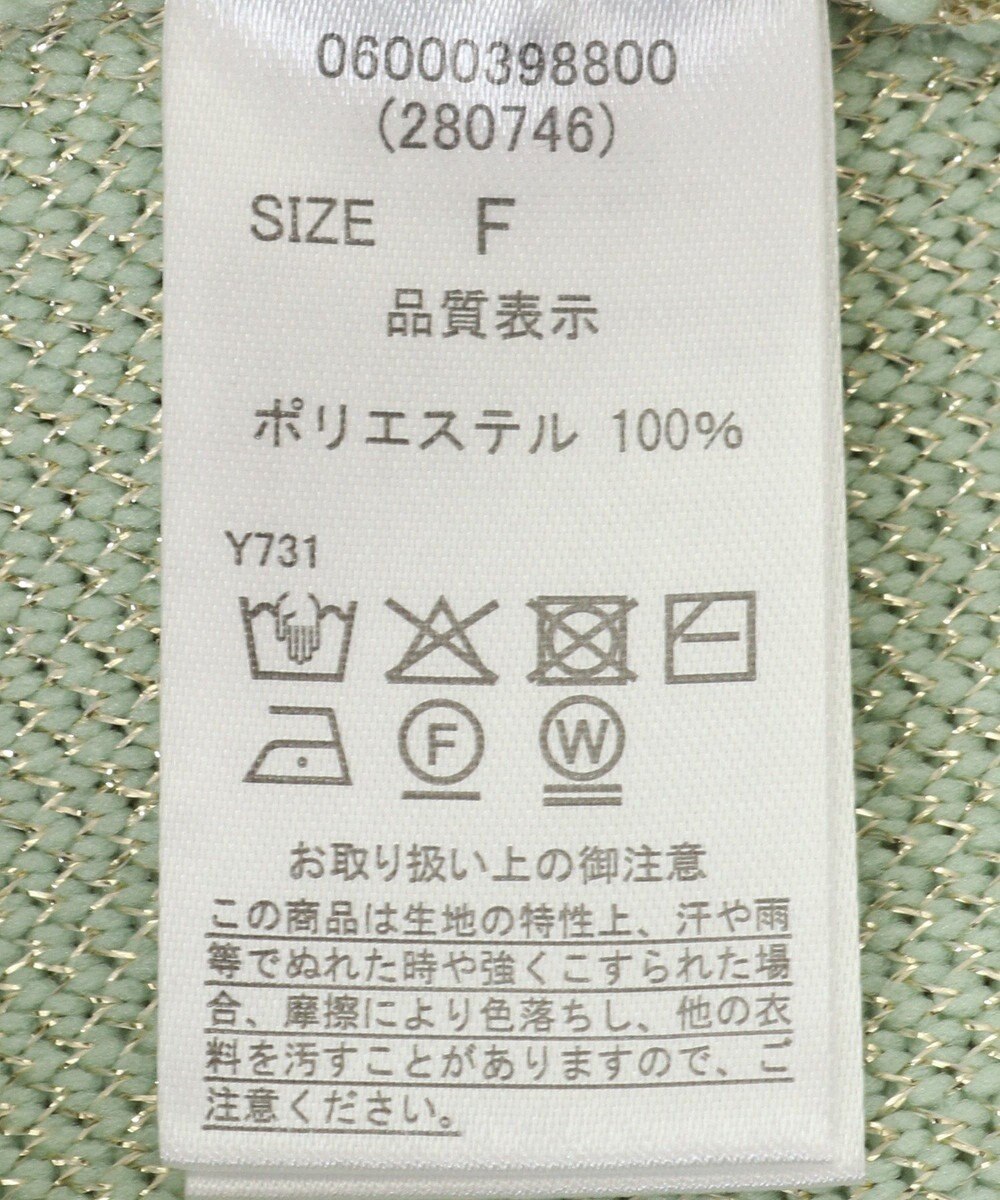 06000398800
(280746)
SIZE F
品質表示
ポリエステル 100%
Y731
F W
お取り扱い上の御注意
この商品は生地の特性上、汗や雨
等でぬれた時や強くこすられた場
合、摩擦により色落ちし、他の衣
料を汚すことがありますので、ご
注意ください。